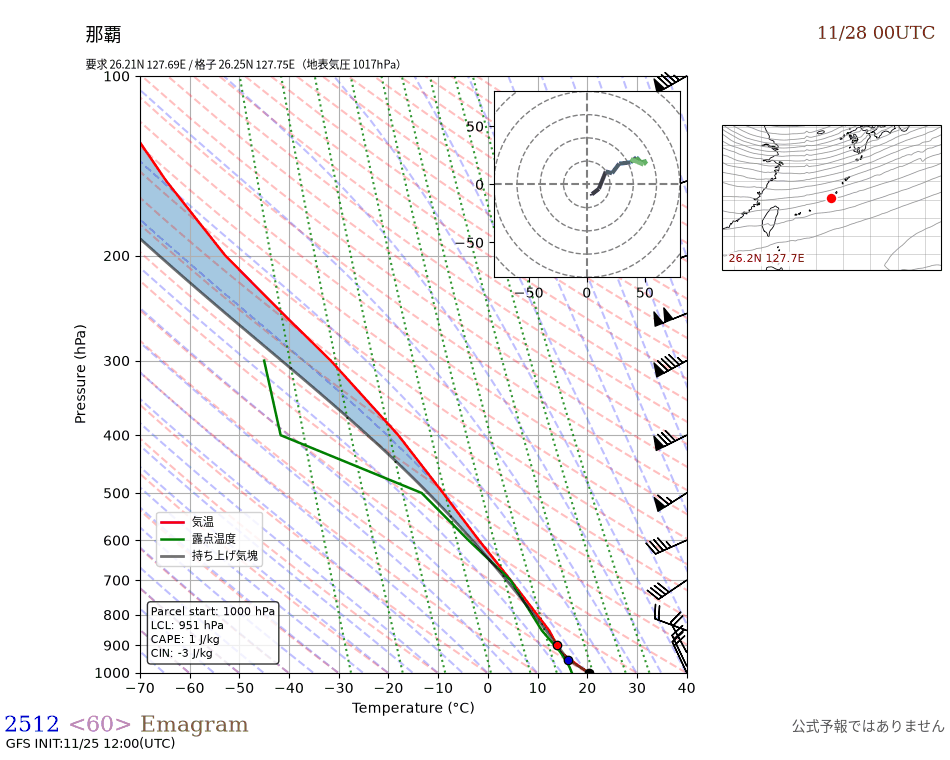 那覇
11/28 00UTC
要求 26.21N 127.69E / 格子 26.25N 127.75E（地表気圧 1017hPa）
100
200
300
400
500
600
700
800
900
1000
Pressure (hPa)
−70 −60 −50 −40 −30 −20 −10 0 10 20 30 40
Temperature (°C)
50
0
−50
−50 0 50
26.2N 127.7E
気温
露点温度
持ち上げ気塊
Parcel start: 1000 hPa
LCL: 951 hPa
CAPE: 1 J/kg
CIN: -3 J/kg
2512 <60> Emagram
公式予報ではありません
GFS INIT:11/25 12:00(UTC)